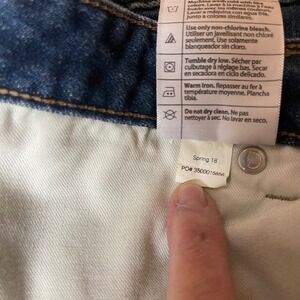 Use only non-chlorine bleach.
Utiliser un javellisant non chloré
seulement. Use solamente
blanqueador sin cloro.
Tumble dry low. Sécher par
culbutage à réglage bas. Secar
en secadora en ciclo delicado.
Warm iron. Repasser au fer à
température moyenne. Plancha
tibia.
Do not dry clean. Ne pas
nettoyer à sec. No lavar en seco.
Spring 18
PO# 3500015